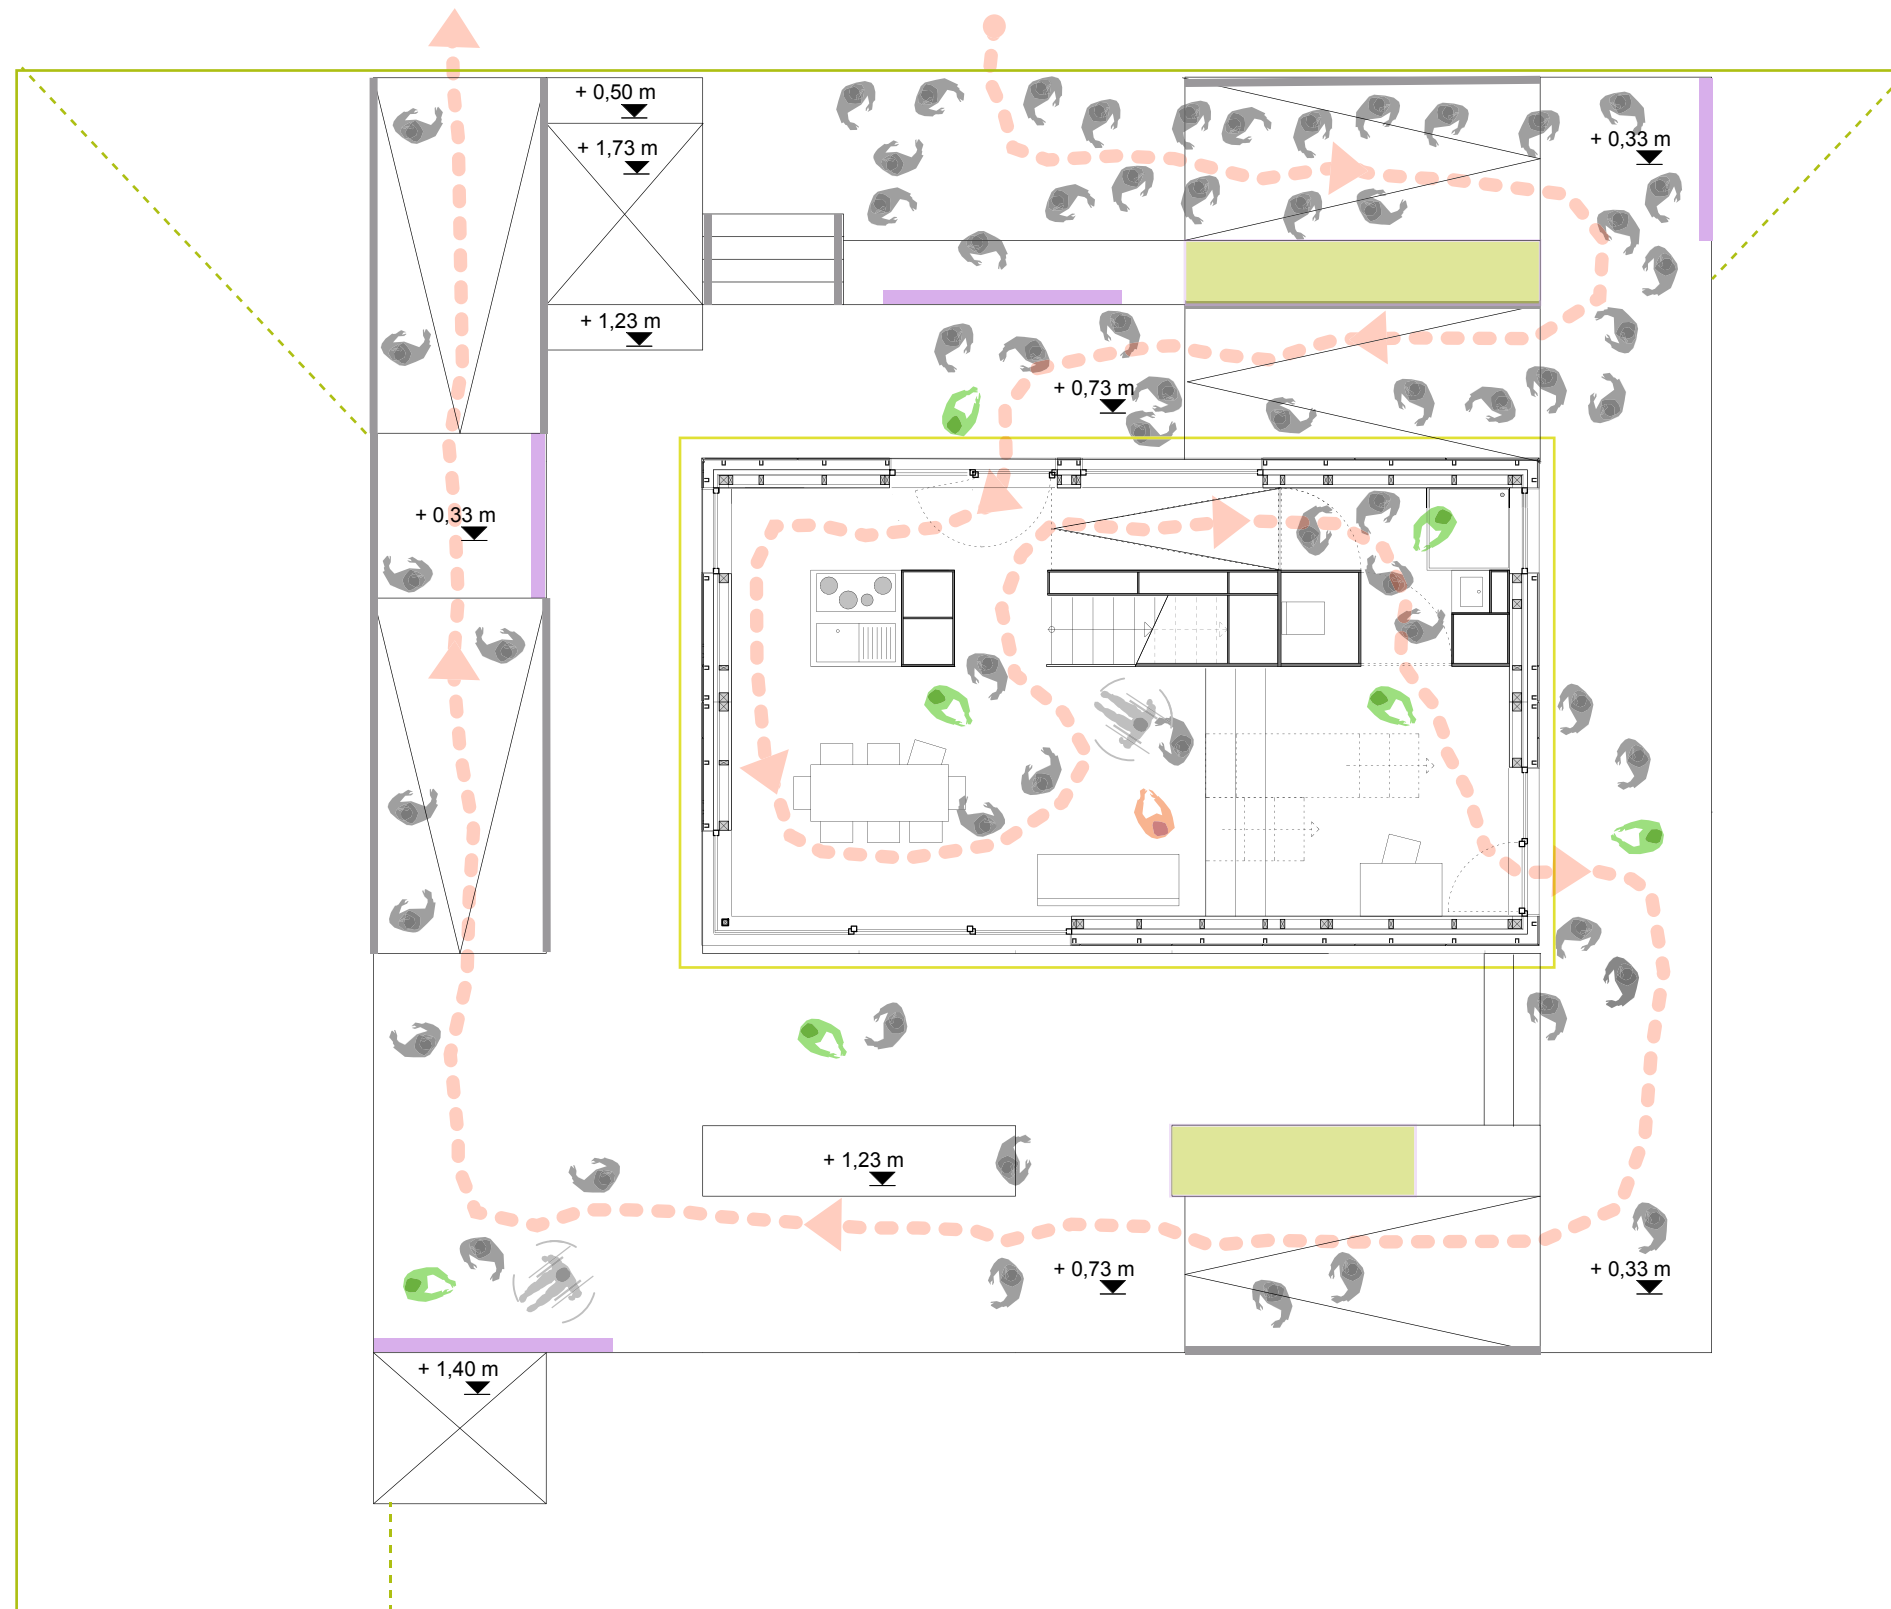 + 0,50 m
+ 0,33 m
+ 1,73 m
+ 1,23 m
+ 0,73 m
+ 0,33 m
+ 1,23 m
+ 0,73 m
+ 0,33 m
+ 1,40 m